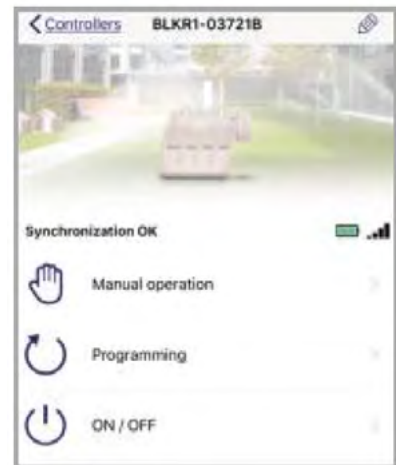 Controllers BLKR1-03721B
Synchronization OK
Manual operation
Programming
ON / OFF